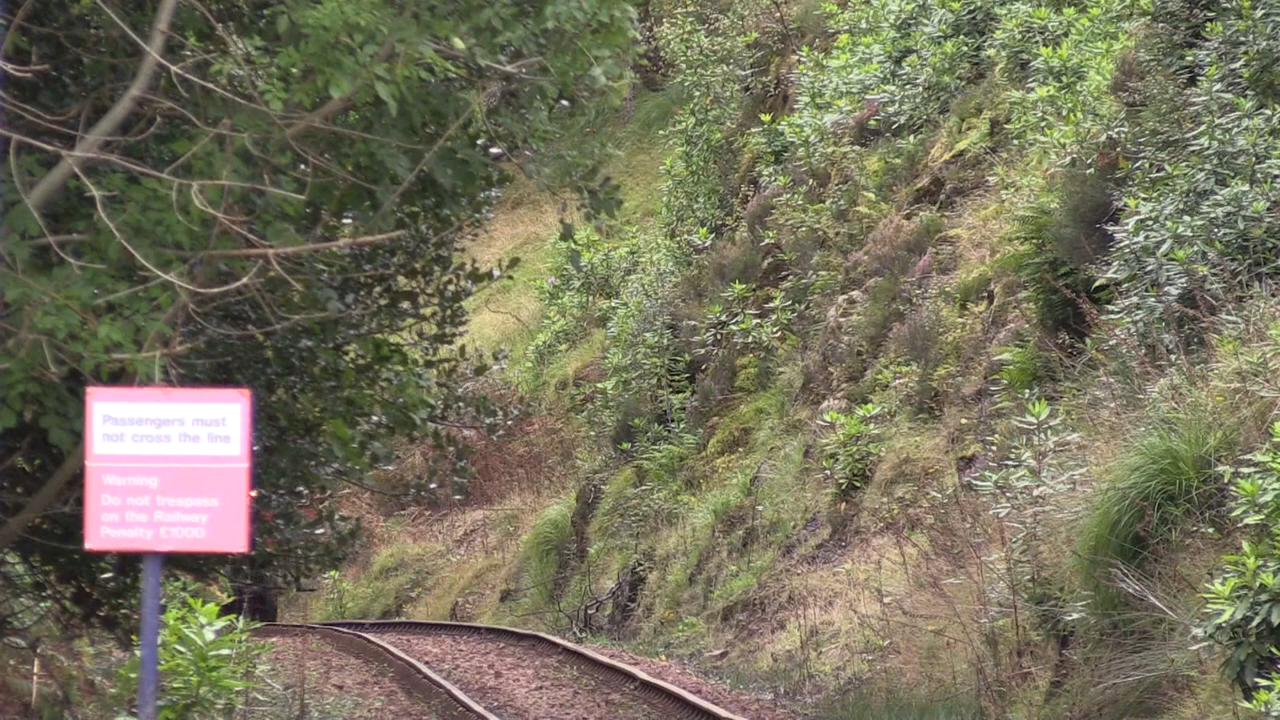 Passengers must
not cross the line
Warning
Do not trespass
on the Railway
Penalty £1000